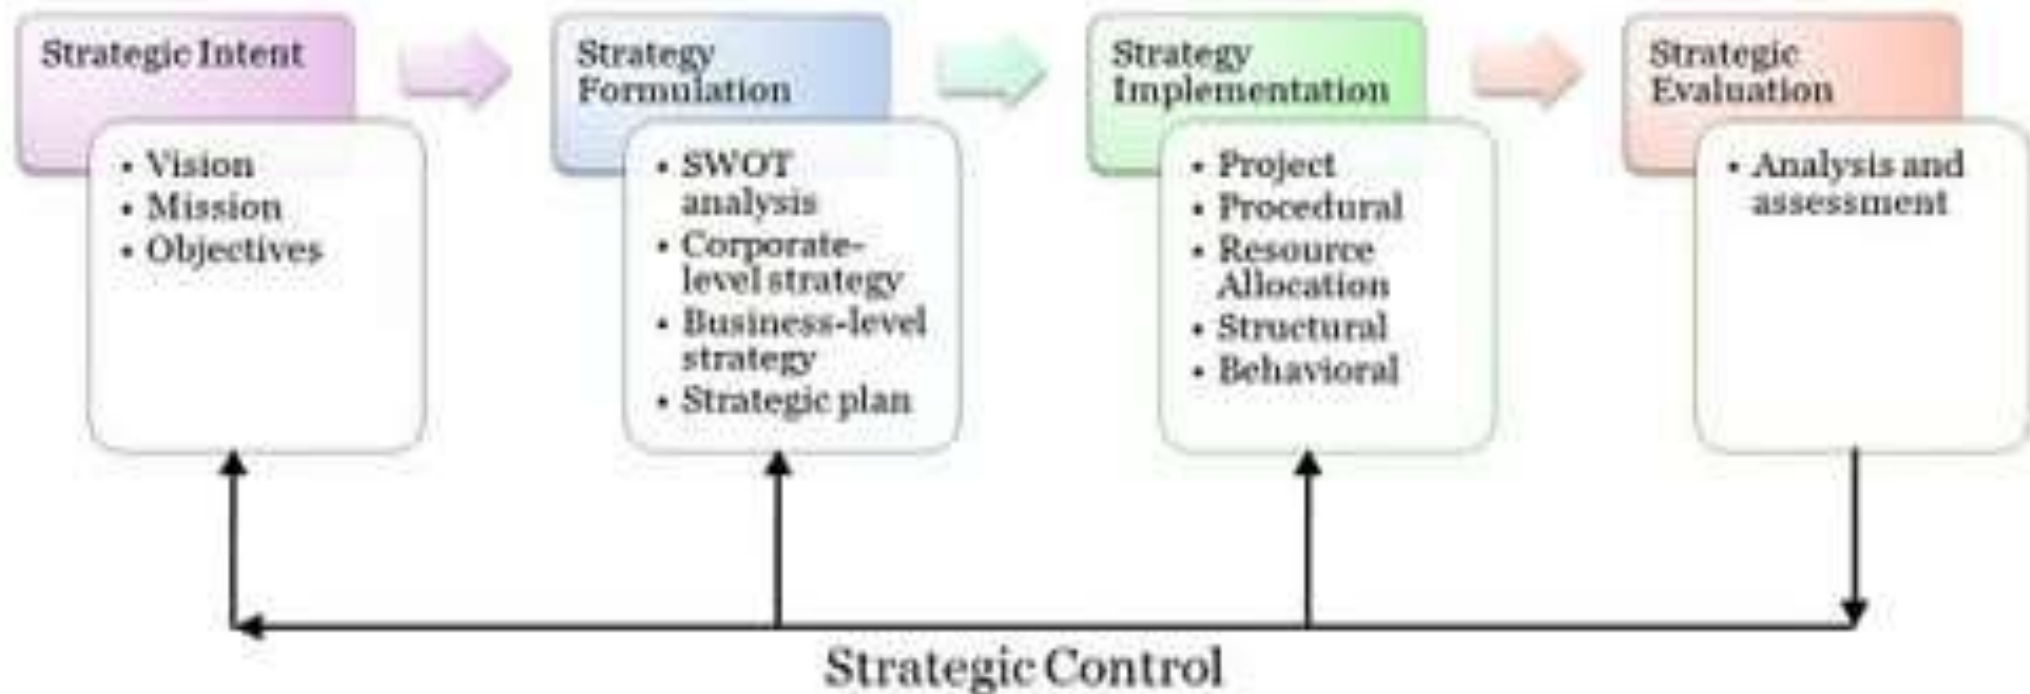 Strategic Intent
• Vision
• Mission
• Objectives
Strategy
Formulation
• SWOT
analysis
• Corporate-
level strategy
• Business-level
strategy
• Strategic plan
Strategy
Implementation
• Project
• Procedural
• Resource
Allocation
• Structural
• Behavioral
Strategic
Evaluation
• Analysis and
assessment
Strategic Control